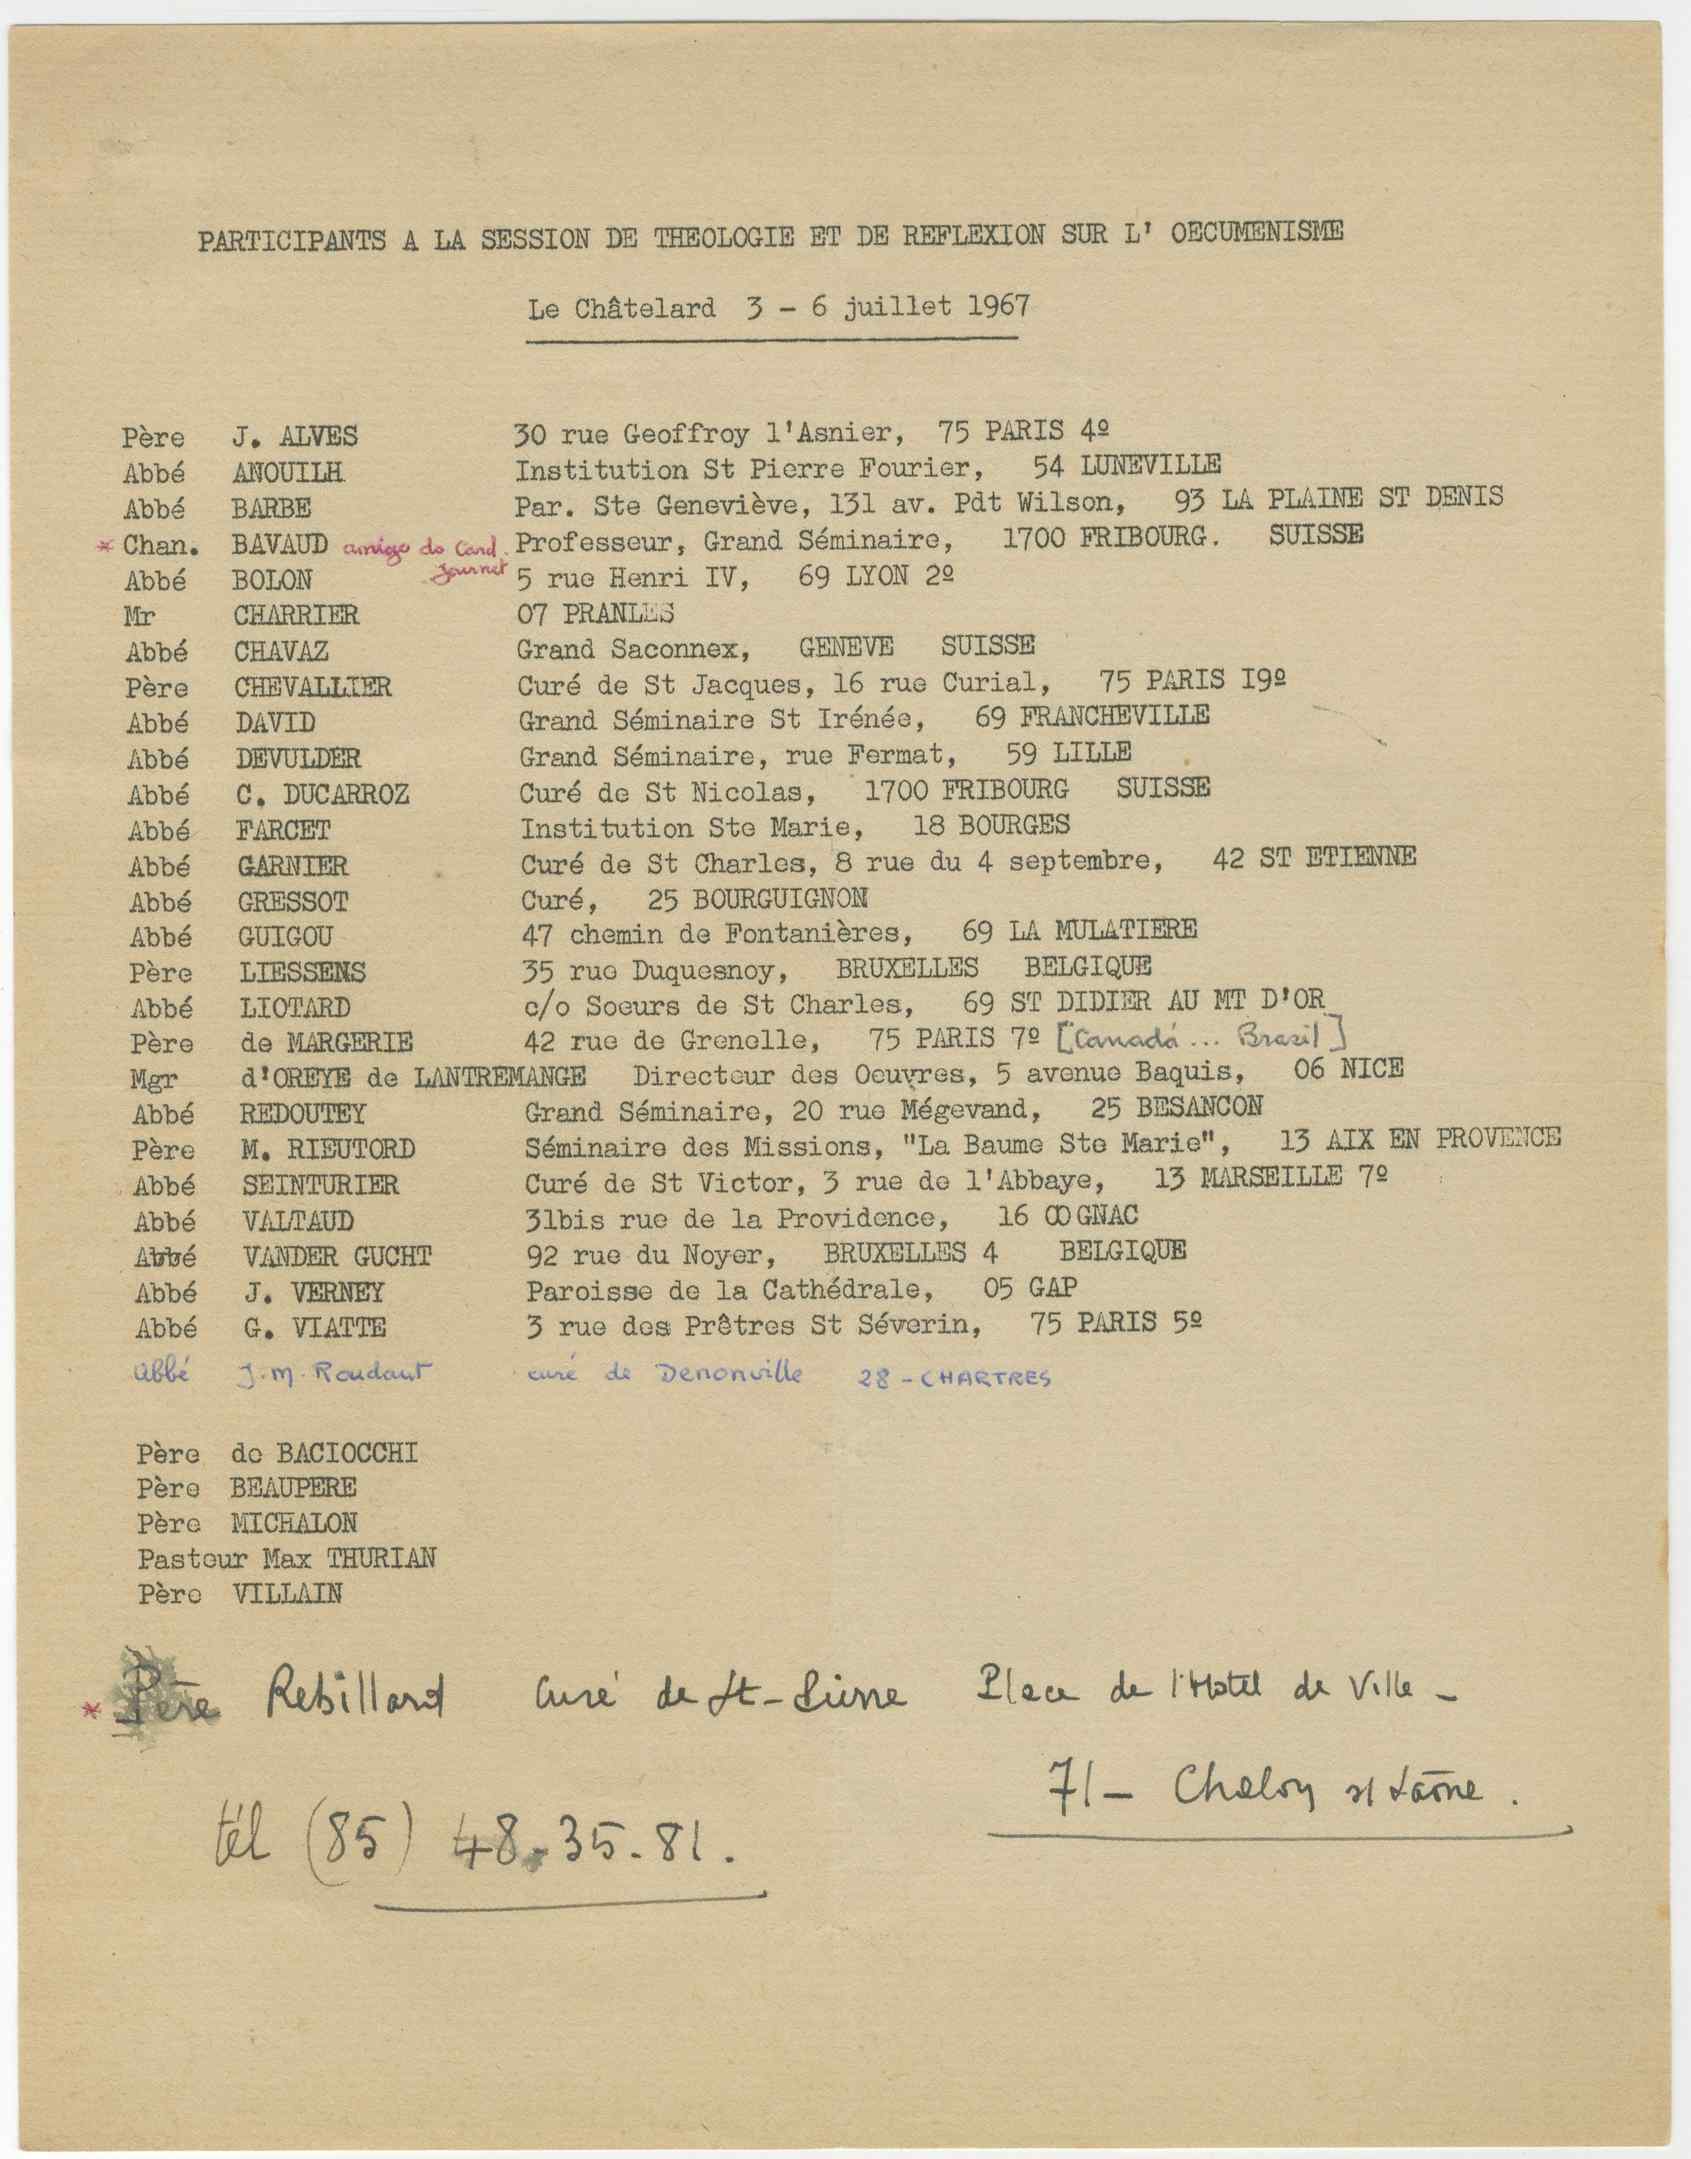 PARTICIPANTS A LA SESSION DE THEOLOGIE ET DE REFLEXION SUR L' OECUMENISME
Le Châtelard 3 - 6 juillet 1967
Père J. ALVES 30 rue Geoffroy l'Asnier, 75 PARIS 4º
Abbé ANOUILH Institution St Pierre Fourier, 54 LUNEVILLE
Abbé BARBE Par. Ste Geneviève, 131 av. Pdt Wilson, 93 LA PLAINE ST DENIS
* Chan. BAVAUD amigo do Card. Journet Professeur, Grand Séminaire, 1700 FRIBOURG. SUISSE
Abbé BOLON 5 rue Henri IV, 69 LYON 2º
Mr CHARRIER 07 PRANLES
Abbé CHAVAZ Grand Saconnex, GENEVE SUISSE
Père CHEVALLIER Curé de St Jacques, 16 rue Curial, 75 PARIS I9º
Abbé DAVID Grand Séminaire St Irénée, 69 FRANCHEVILLE
Abbé DEVULDER Grand Séminaire, rue Fermat, 59 LILLE
Abbé C. DUCARROZ Curé de St Nicolas, 1700 FRIBOURG SUISSE
Abbé FARCET Institution Ste Marie, 18 BOURGES
Abbé GARNIER Curé de St Charles, 8 rue du 4 septembre, 42 ST ETIENNE
Abbé GRESSOT Curé, 25 BOURGUIGNON
Abbé GUIGOU 47 chemin de Fontanières, 69 LA MULATIERE
Père LIESSENS 35 rue Duquesnoy, BRUXELLES BELGIQUE
Abbé LIOTARD c/o Soeurs de St Charles, 69 ST DIDIER AU MT D'OR
Père de MARGERIE 42 rue de Grenelle, 75 PARIS 7º [Canadá ... Brasil]
Mgr d'OREYE de LANTREMANGE Directeur des Oeuvres, 5 avenue Baquis, 06 NICE
Abbé REDOUTEY Grand Séminaire, 20 rue Mégevand, 25 BESANCON
Père M. RIEUTORD Séminaire des Missions, "La Baume Ste Marie", 13 AIX EN PROVENCE
Abbé SEINTURIER Curé de St Victor, 3 rue de l'Abbaye, 13 MARSEILLE 7º
Abbé VALTAUD 31bis rue de la Providence, 16 COGNAC
Abbé VANDER GUCHT 92 rue du Noyer, BRUXELLES 4 BELGIQUE
Abbé J. VERNEY Paroisse de la Cathédrale, 05 GAP
Abbé G. VIATTE 3 rue des Prêtres St Séverin, 75 PARIS 5º
Abbé J.M. Roudaut curé de Denonville 28 - CHARTRES
Père de BACIOCCHI
Père BEAUPERE
Père MICHALON
Pasteur Max THURIAN
Père VILLAIN
* Père Rebillard Curé de St-Pierre Place de l'Hotel de Ville -
71 - Chalon s/ Saône.
tél (85) 48.35.81.